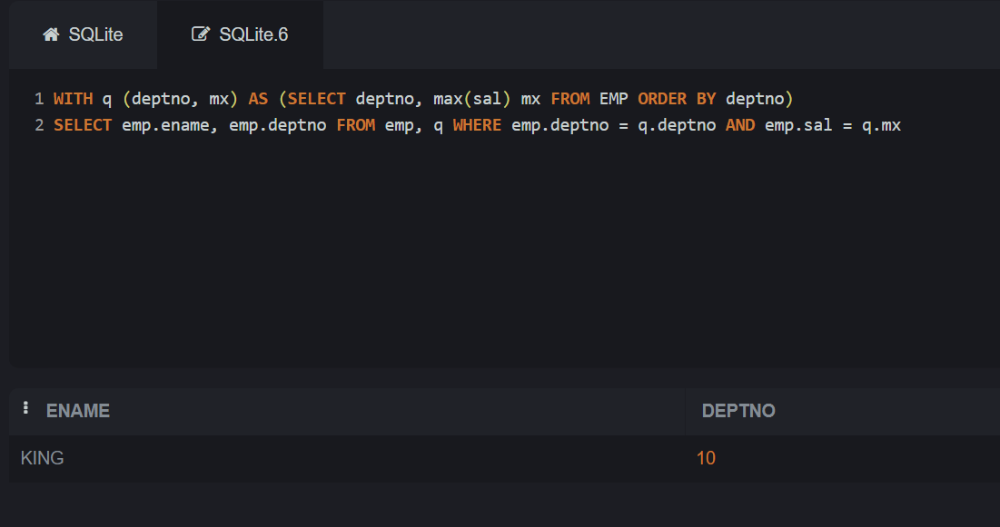 SQLite SQLite.6
1 WITH q (deptno, mx) AS (SELECT deptno, max(sal) mx FROM EMP ORDER BY deptno)
2 SELECT emp.ename, emp.deptno FROM emp, q WHERE emp.deptno = q.deptno AND emp.sal = q.mx
ENAME DEPTNO
KING 10